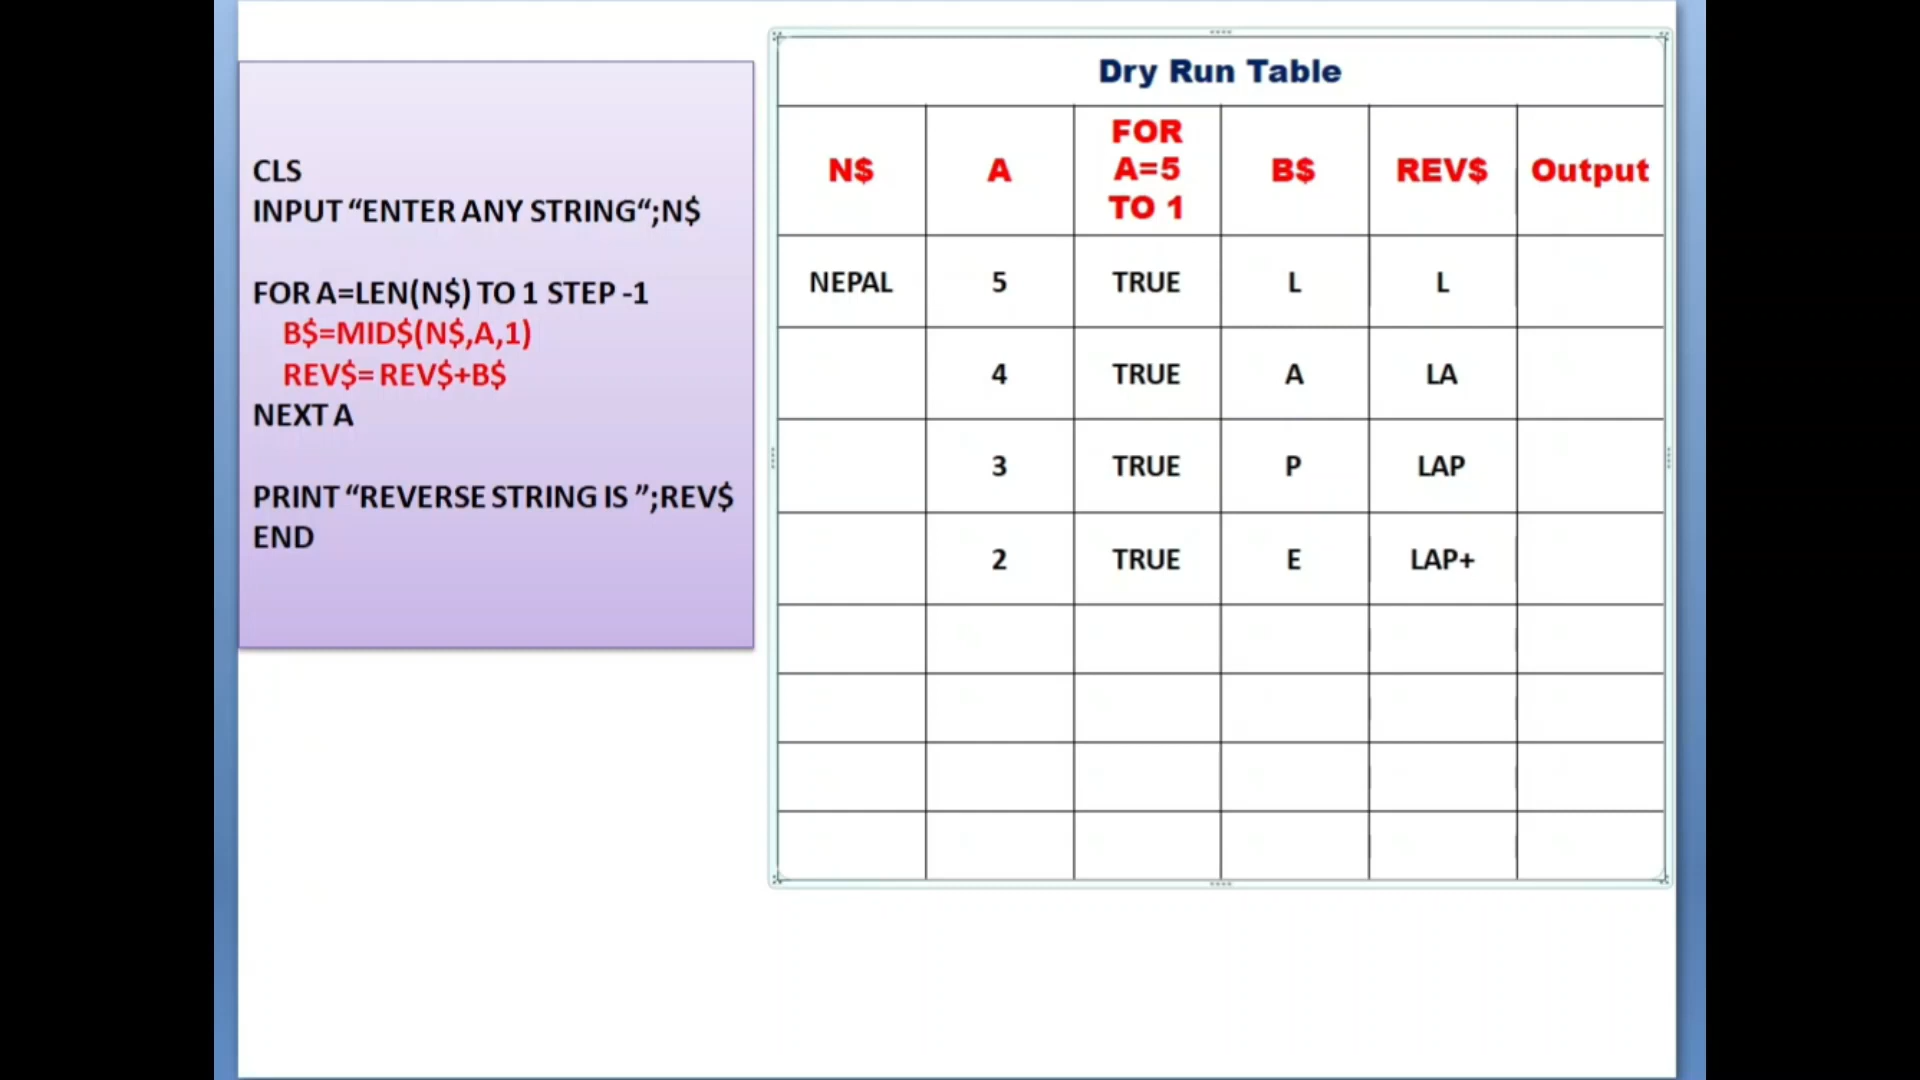 CLS
INPUT “ENTER ANY STRING“;N$
FOR A=LEN(N$) TO 1 STEP -1
B$=MID$(N$,A,1)
REV$= REV$+B$
NEXT A
PRINT “REVERSE STRING IS ”;REV$
END
Dry Run Table
N$ A FOR A=5 TO 1 B$ REV$ Output
NEPAL 5 TRUE L L
4 TRUE A LA
3 TRUE P LAP
2 TRUE E LAP+